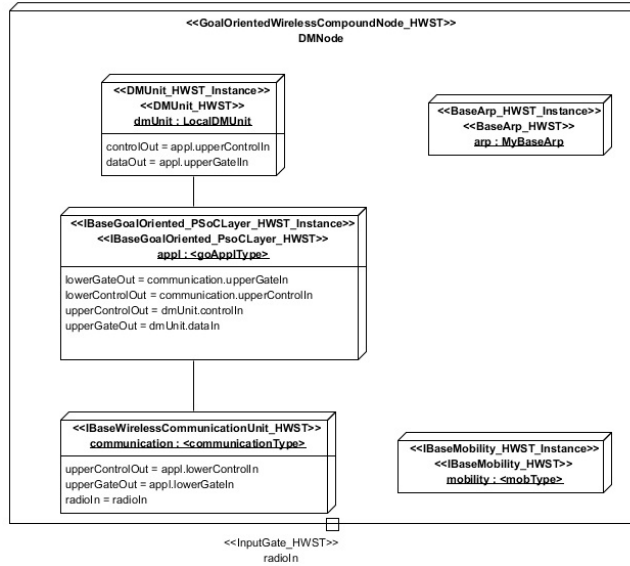 <<GoalOrientedWirelessCompoundNode_HWST>>
DMNode
<<DMUnit_HWST_Instance>>
<<DMUnit_HWST>>
dmUnit : LocalDMUnit
controlOut = appl.upperControlIn
dataOut = appl.upperGateIIn
<<BaseArp_HWST_Instance>>
<<BaseArp_HWST>>
arp : MyBaseArp
<<IBaseGoalOriented_PSoCLayer_HWST_Instance>>
<<IBaseGoalOriented_PsoCLayer_HWST>>
appl : <goApplType>
lowerGateOut = communication.upperGateIn
lowerControlOut = communication.upperControlIn
upperControlOut = dmUnit.controlIn
upperGateOut = dmUnit.dataIn
<<IBaseWirelessCommunicationUnit_HWST>>
communication : <communicationType>
upperControlOut = appl.lowerControlIn
upperGateOut = appl.lowerGateIn
radioIn = radioIn
<<IBaseMobility_HWST_Instance>>
<<IBaseMobility_HWST>>
mobility : <mobType>
<<InputGate_HWST>>
radioIn